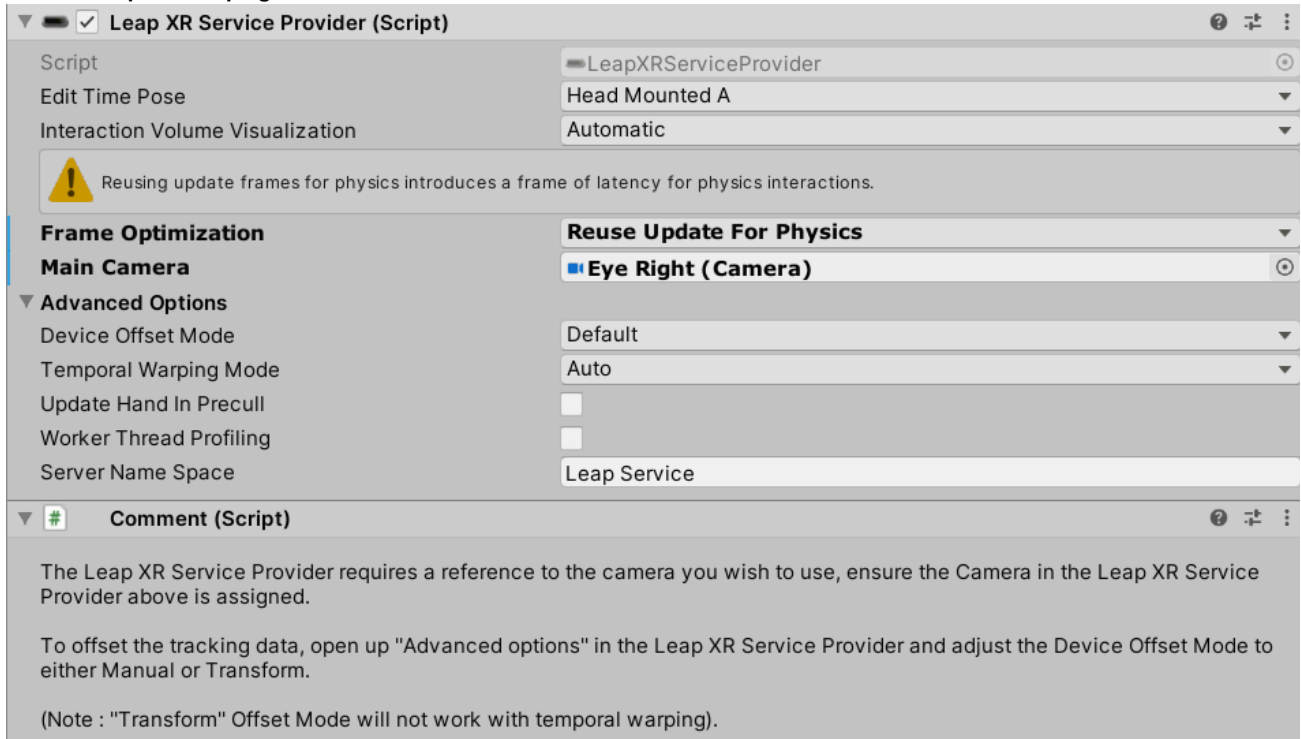 Leap XR Service Provider (Script)
Script LeapXRServiceProvider
Edit Time Pose Head Mounted A
Interaction Volume Visualization Automatic
Reusing update frames for physics introduces a frame of latency for physics interactions.
Frame Optimization Reuse Update For Physics
Main Camera Eye Right (Camera)
Advanced Options
Device Offset Mode Default
Temporal Warping Mode Auto
Update Hand In Precull
Worker Thread Profiling
Server Name Space Leap Service
# Comment (Script)
The Leap XR Service Provider requires a reference to the camera you wish to use, ensure the Camera in the Leap XR Service
Provider above is assigned.
To offset the tracking data, open up "Advanced options" in the Leap XR Service Provider and adjust the Device Offset Mode to
either Manual or Transform.
(Note : "Transform" Offset Mode will not work with temporal warping).